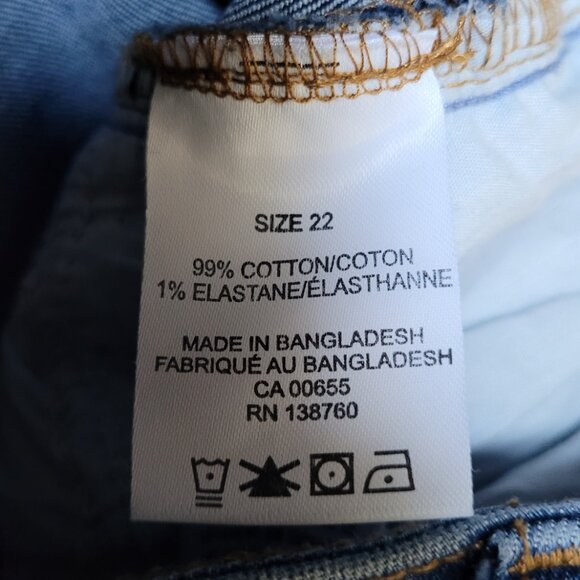 SIZE 22
99% COTTON/COTON
1% ELASTANE/ÉLASTHANNE
MADE IN BANGLADESH
FABRIQUÉ AU BANGLADESH
CA 00655
RN 138760